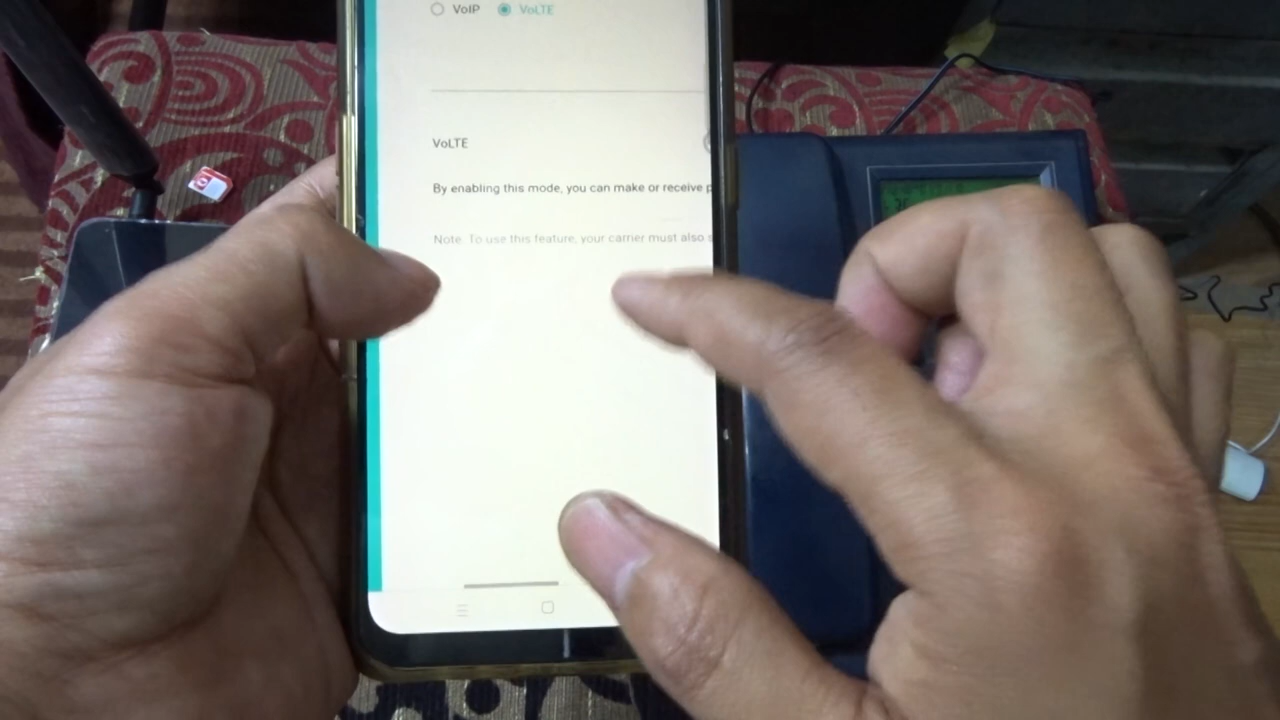 VoIP VoLTE
VoLTE
By enabling this mode, you can make or receive
Note. To use this feature, your carrier must also